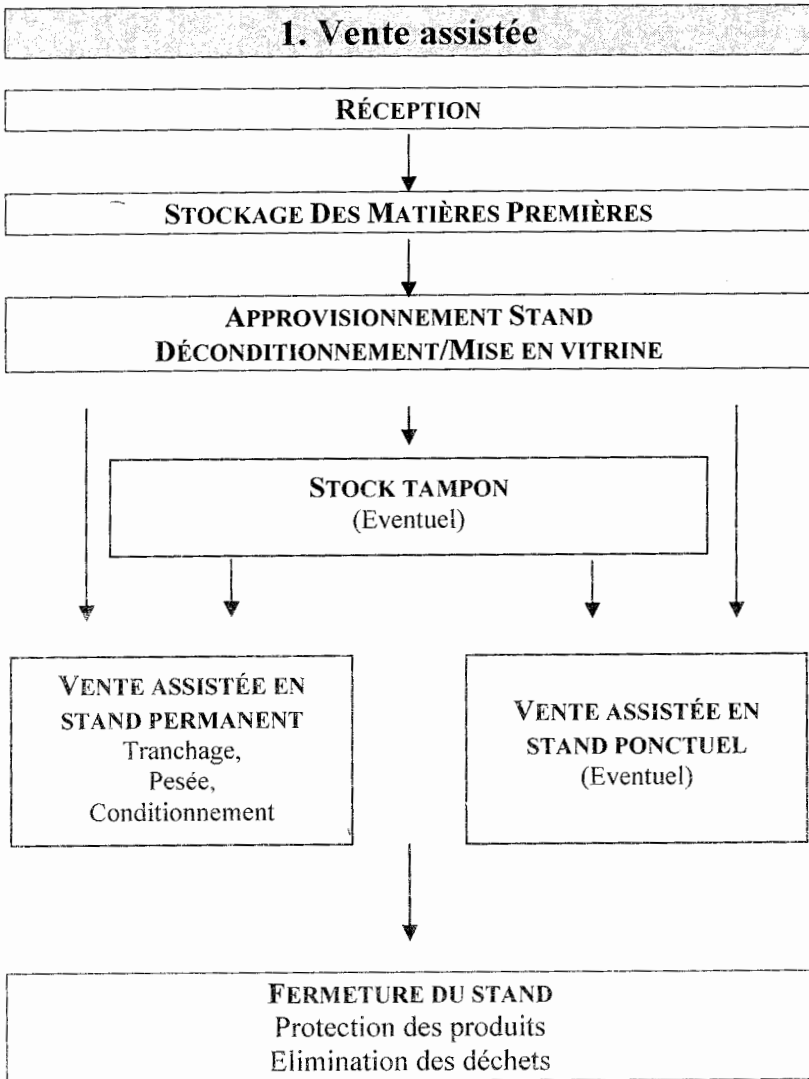 1. Vente assistée
RÉCEPTION
STOCKAGE DES MATIÈRES PREMIÈRES
APPROVISIONNEMENT STAND
DÉCONDITIONNEMENT/MISE EN VITRINE
STOCK TAMPON
(Eventuel)
VENTE ASSISTÉE EN
STAND PERMANENT
Tranchage,
Pesée,
Conditionnement
VENTE ASSISTÉE EN
STAND PONCTUEL
(Eventuel)
FERMETURE DU STAND
Protection des produits
Elimination des déchets